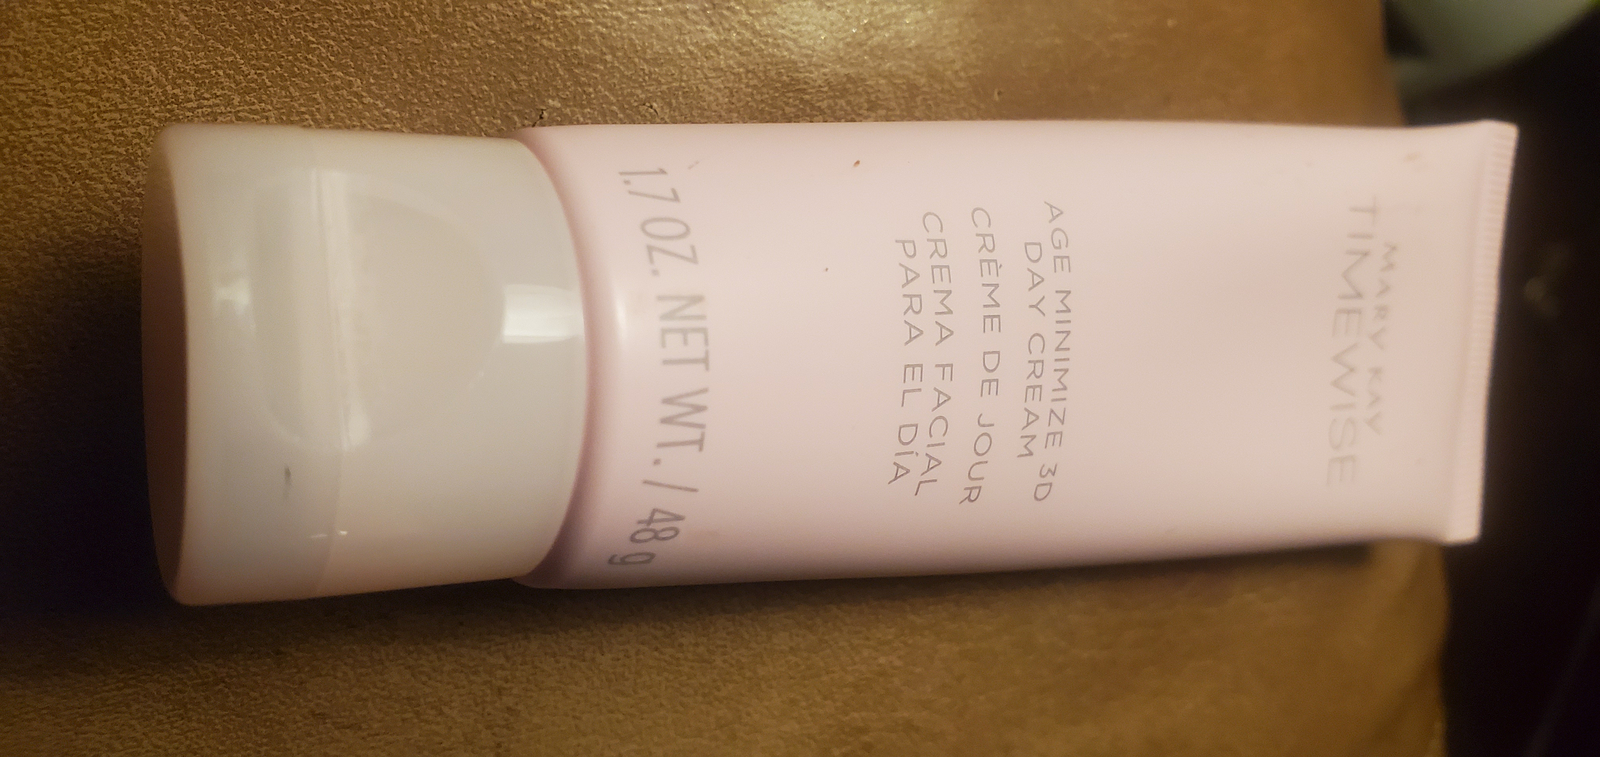 MARY KAY
TIMEWISE
AGE MINIMIZE 3D
DAY CREAM
CRÈME DE JOUR
CREMA FACIAL
PARA EL DÍA
1.7 OZ. NET WT. / 48 g